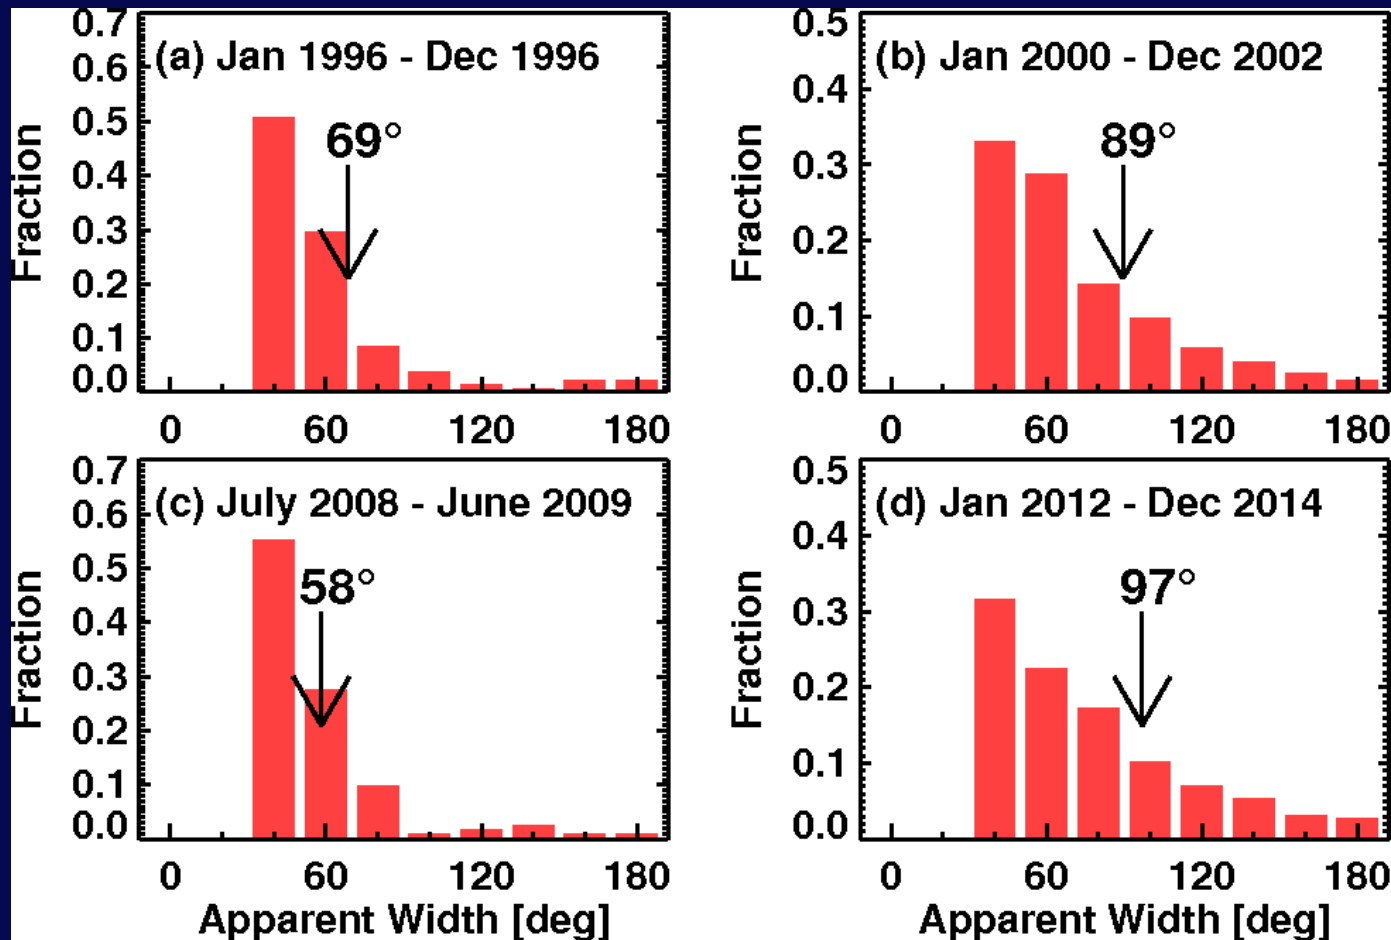 (a) Jan 1996 - Dec 1996
69°
Fraction
0.7
0.6
0.5
0.4
0.3
0.2
0.1
0.0
0 60 120 180
(b) Jan 2000 - Dec 2002
89°
Fraction
0.5
0.4
0.3
0.2
0.1
0.0
0 60 120 180
(c) July 2008 - June 2009
58°
Fraction
0.7
0.6
0.5
0.4
0.3
0.2
0.1
0.0
0 60 120 180
Apparent Width [deg]
(d) Jan 2012 - Dec 2014
97°
Fraction
0.5
0.4
0.3
0.2
0.1
0.0
0 60 120 180
Apparent Width [deg]